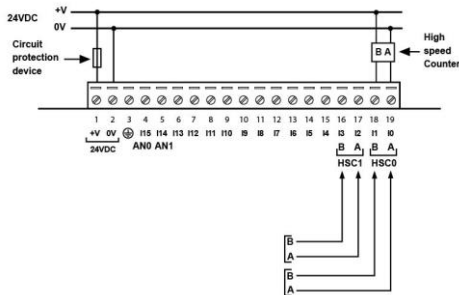 +V
24VDC
0V
Circuit
protection
device
B A
High
speed
Counter
1 2 3 4 5 6 7 8 9 10 11 12 13 14 15 16 17 18 19
+V 0V I15 I14 I13 I12 I11 I10 I9 I8 I7 I6 I5 I4 I3 I2 I1 I0
24VDC AN0 AN1 B A B A
HSC1 HSC0
B
A
B
A